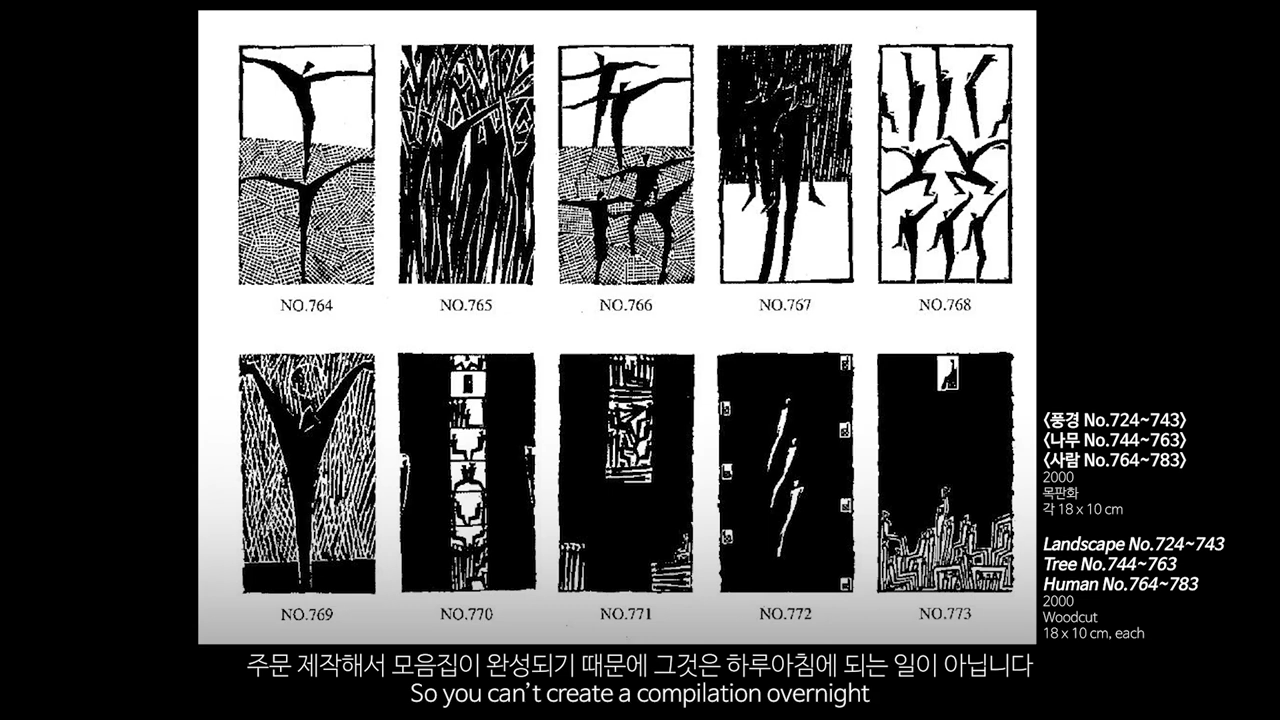 NO.764 NO.765 NO.766 NO.767 NO.768
NO.769 NO.770 NO.771 NO.772 NO.773
〈풍경 No.724~743〉
〈나무 No.744~763〉
〈사람 No.764~783〉
2000
목판화
각 18 x 10 cm
Landscape No.724~743
Tree No.744~763
Human No.764~783
2000
Woodcut
18 x 10 cm, each
주문 제작해서 모음집이 완성되기 때문에 그것은 하루아침에 되는 일이 아닙니다
So you can't create a compilation overnight